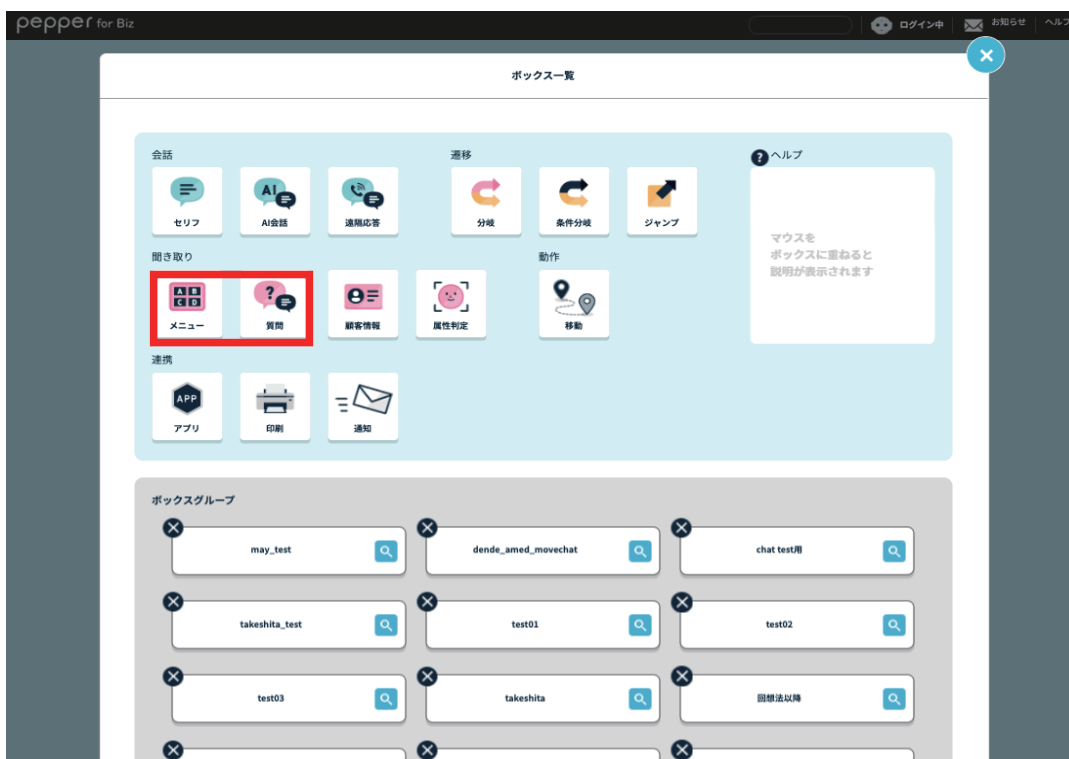 pepper for Biz
ログイン中
お知らせ
ヘルプ
ボックス一覧
会話
遷移
ヘルプ
AI
セリフ
AI会話
遠隔応答
分岐
条件分岐
ジャンプ
マウスを
ボックスに重ねると
説明が表示されます
聞き取り
動作
A B
C D
?
メニュー
質問
顧客情報
属性判定
移動
連携
APP
アプリ
印刷
通知
ボックスグループ
may_test
dende_amed_movechat
chat test用
takeshita_test
test01
test02
test03
takeshita
回想法以降